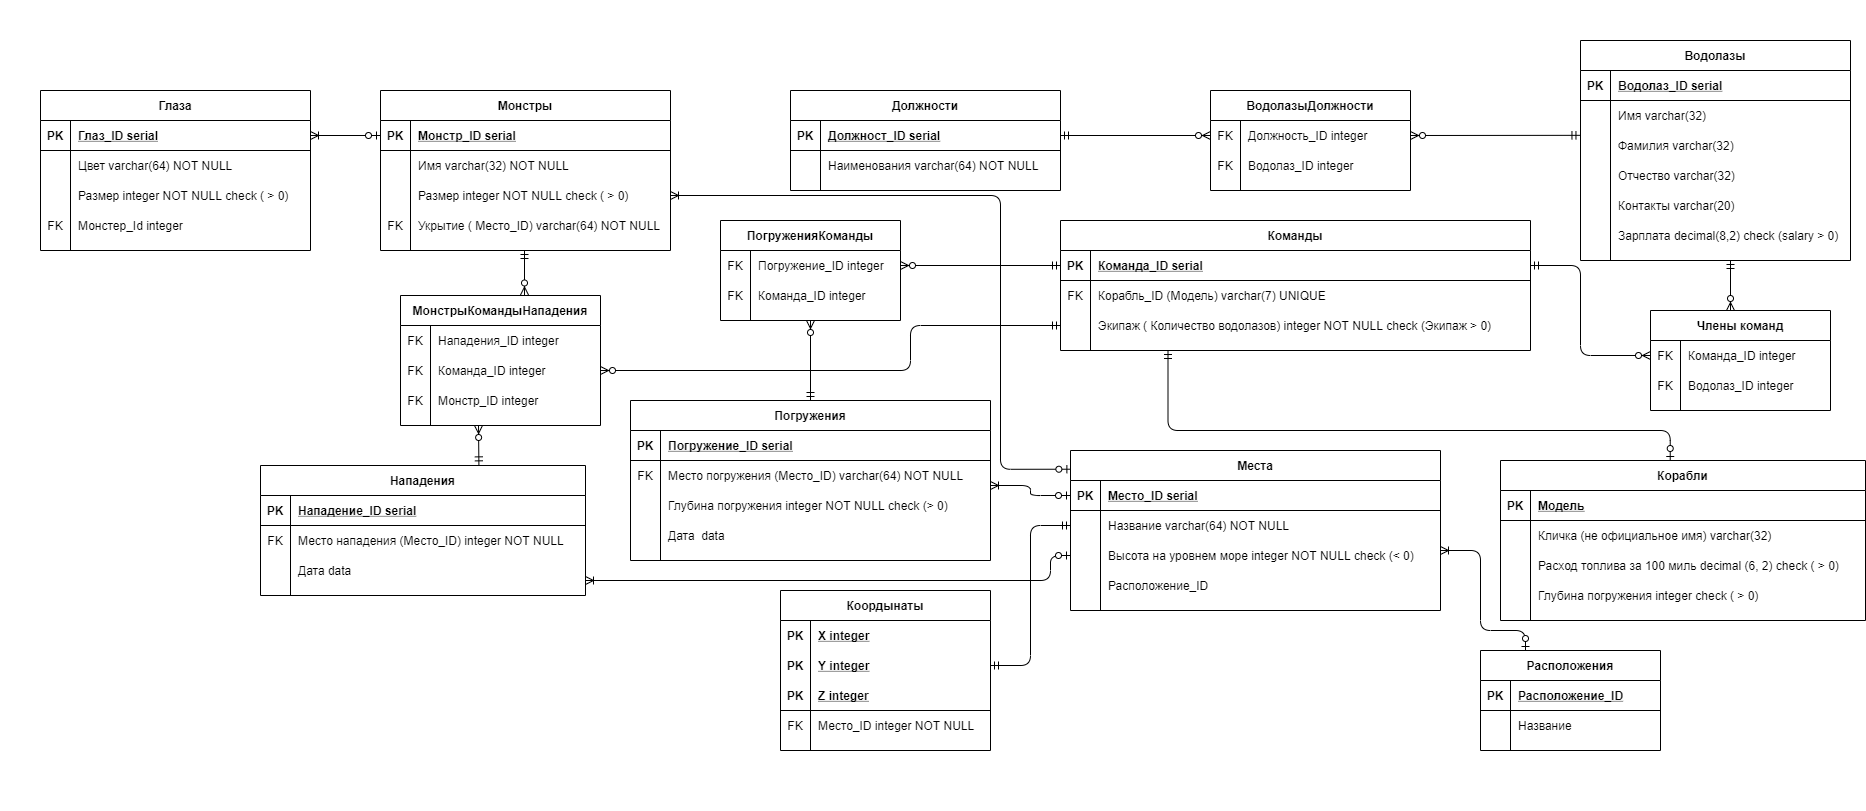 Глаза
PK Глаз_ID serial
Цвет varchar(64) NOT NULL
Размер integer NOT NULL check ( > 0)
FK Монстер_Id integer
Монстры
PK Монстр_ID serial
Имя varchar(32) NOT NULL
Размер integer NOT NULL check ( > 0)
FK Укрытие ( Место_ID) varchar(64) NOT NULL
Должности
PK Должност_ID serial
Наименования varchar(64) NOT NULL
ВодолазыДолжности
FK Должность_ID integer
FK Водолаз_ID integer
Водолазы
PK Водолаз_ID serial
Имя varchar(32)
Фамилия varchar(32)
Отчество varchar(32)
Контакты varchar(20)
Зарплата decimal(8,2) check (salary > 0)
ПогруженияКоманды
FK Погружение_ID integer
FK Команда_ID integer
Команды
PK Команда_ID serial
FK Корабль_ID (Модель) varchar(7) UNIQUE
Экипаж ( Количество водолазов) integer NOT NULL check (Экипаж > 0)
МонстрыКомандыНападения
FK Нападения_ID integer
FK Команда_ID integer
FK Монстр_ID integer
Члены команд
FK Команда_ID integer
FK Водолаз_ID integer
Погружения
PK Погружение_ID serial
FK Место погружения (Место_ID) varchar(64) NOT NULL
Глубина погружения integer NOT NULL check (> 0)
Дата  data
Нападения
PK Нападение_ID serial
FK Место нападения (Место_ID) integer NOT NULL
Дата data
Места
PK Место_ID serial
Название varchar(64) NOT NULL
Высота на уровнем море integer NOT NULL check (< 0)
Расположение_ID
Корабли
PK Модель
Кличка (не официальное имя) varchar(32)
Расход топлива за 100 миль decimal (6, 2) check ( > 0)
Глубина погружения integer check ( > 0)
Координаты
PK X integer
PK Y integer
PK Z integer
FK Место_ID integer NOT NULL
Расположения
PK Расположение_ID
Название